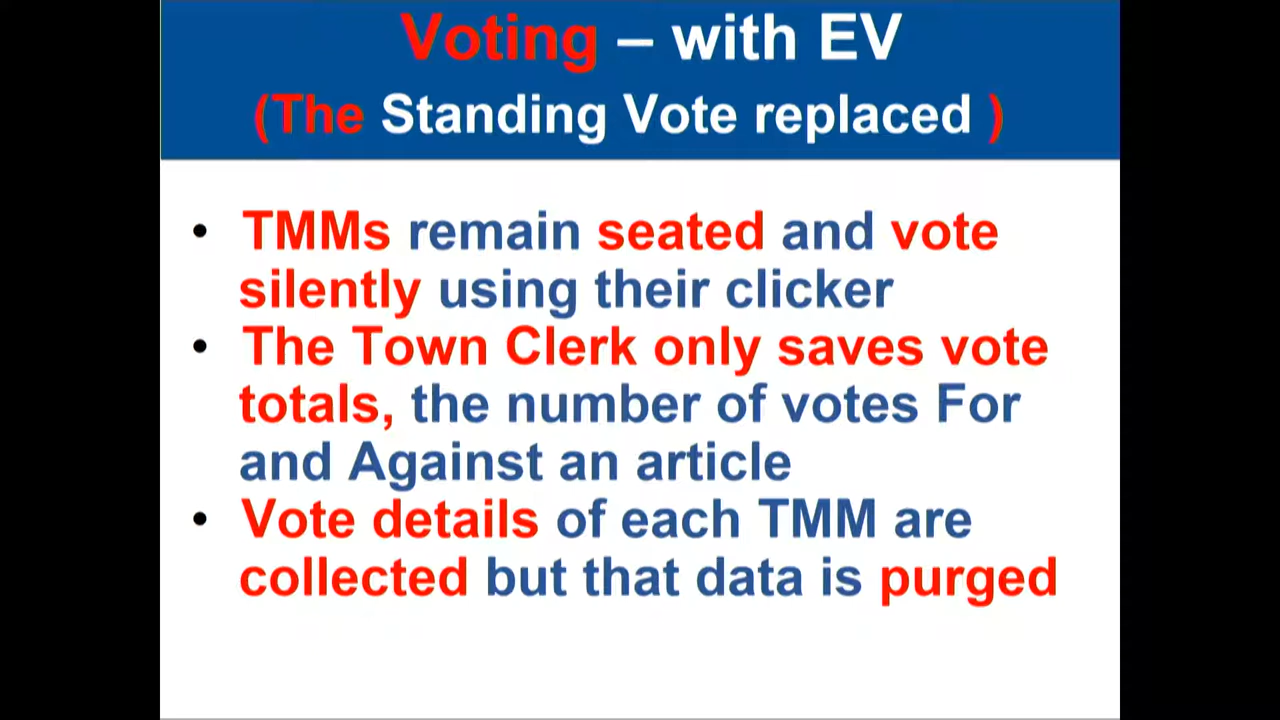 Voting – with EV
(The Standing Vote replaced )
• TMMs remain seated and vote
silently using their clicker
• The Town Clerk only saves vote
totals, the number of votes For
and Against an article
• Vote details of each TMM are
collected but that data is purged